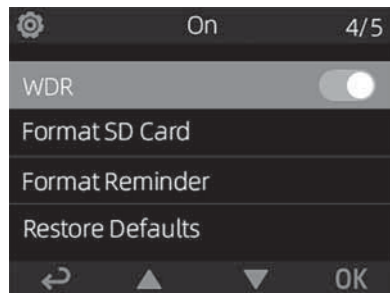 On 4/5
WDR
Format SD Card
Format Reminder
Restore Defaults
OK